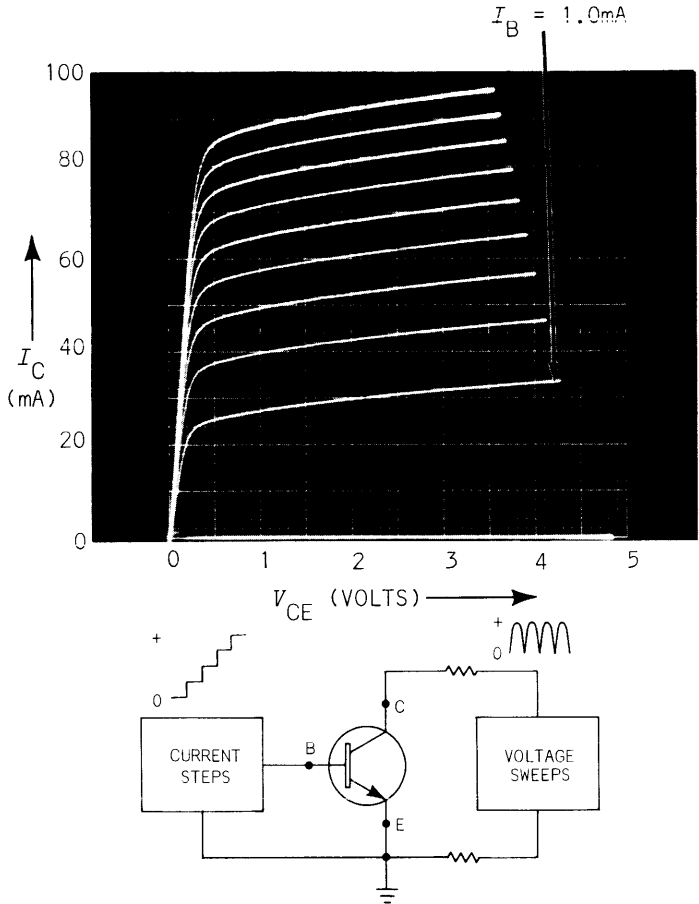 I_B = 1.0mA
100
80
60
40
20
0
I_C
(mA)
0 1 2 3 4 5
V_CE (VOLTS)
+
0
+
0
C
B
E
CURRENT
STEPS
VOLTAGE
SWEEPS